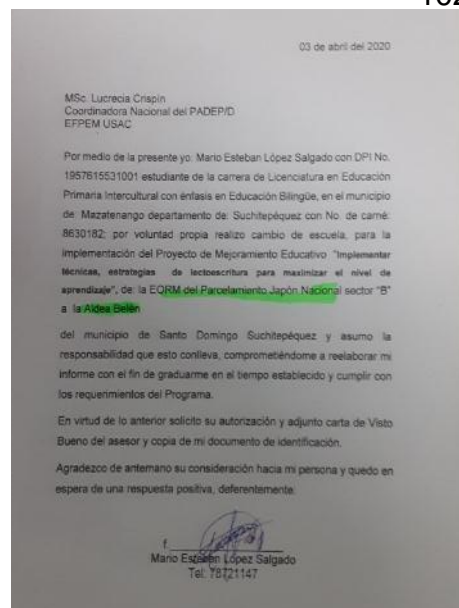 03 de abril del 2020
MSc. Lucrecia Crispín
Coordinadora Nacional del PADEP/D
EFPEM USAC
Por medio de la presente yo: Mario Esteban López Salgado con DPI No.
1957615531001 estudiante de la carrera de Licenciatura en Educación
Primaria Intercultural con énfasis en Educación Bilingüe, en el municipio
de: Mazatenango departamento de: Suchitepéquez con No. de carné:
8630182; por voluntad propia realizo cambio de escuela, para la
implementación del Proyecto de Mejoramiento Educativo "Implementar
técnicas, estrategias de lectoescritura para maximizar el nivel de
aprendizaje", de: la EORM del Parcelamiento Japón Nacional sector "B"
a la Aldea Belén
del municipio de Santo Domingo Suchitepéquez y asumo la
responsabilidad que esto conlleva, comprometiéndome a reelaborar mi
informe con el fin de graduarme en el tiempo establecido y cumplir con
los requerimientos del Programa.
En virtud de lo anterior solicito su autorización y adjunto carta de Visto
Bueno del asesor y copia de mi documento de identificación.
Agradezco de antemano su consideración hacia mi persona y quedo en
espera de una respuesta positiva, deferentemente.
f.
Mario Esteban López Salgado
Tel: 78721147